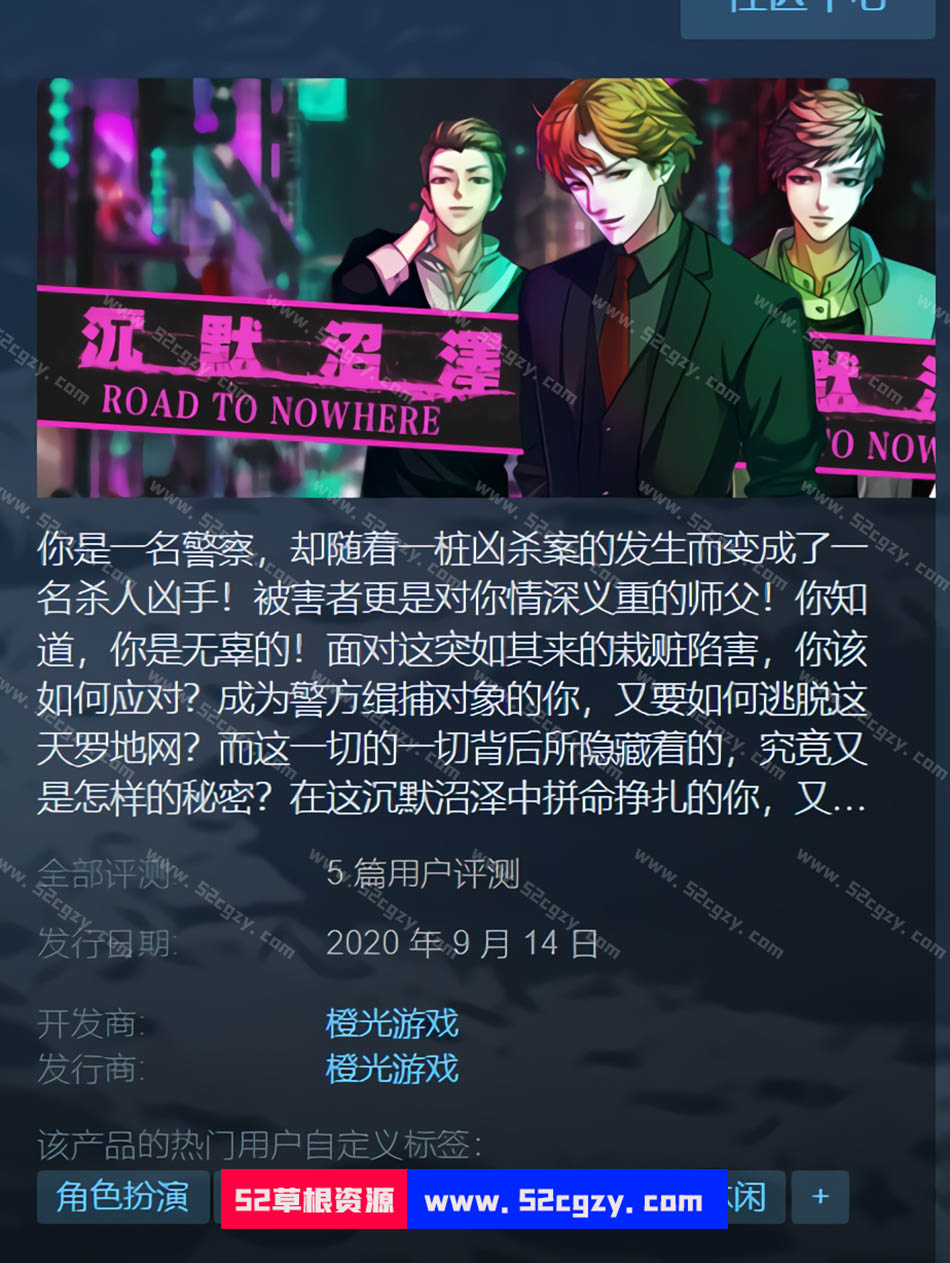 沉默沼澤
ROAD TO NOWHERE
你是一名警察，却随着一桩凶杀案的发生而变成了一
名杀人凶手！被害者更是对你情深义重的师父！你知
道，你是无辜的！面对这突如其来的栽赃陷害，你该
如何应对？成为警方缉捕对象的你，又要如何逃脱这
天罗地网？而这一切的一切背后所隐藏着的，究竟又
是怎样的秘密？在这沉默沼泽中拼命挣扎的你，又...
全部评测: 5 篇用户评测
发行日期: 2020 年 9 月 14 日
开发商: 橙光游戏
发行商: 橙光游戏
该产品的热门用户自定义标签：
角色扮演 52草根资源 www.52cgzy.com 休闲 +